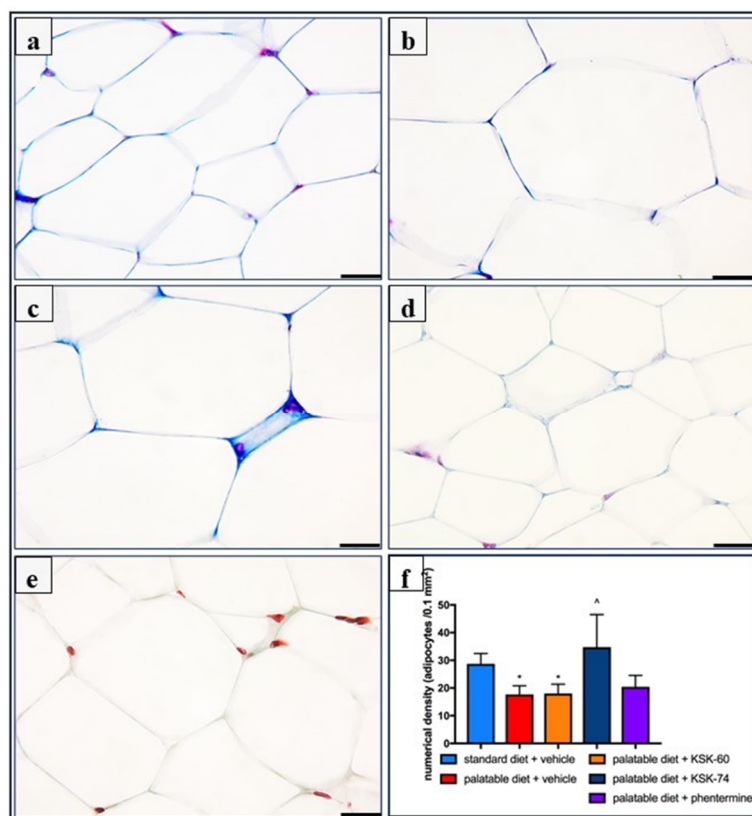 a
b
c
d
e
f
numerical density (adipocytes /0.1 mm²)
50
40
30
20
10
0
*
*
^
standard diet + vehicle
palatable diet + vehicle
palatable diet + KSK-60
palatable diet + KSK-74
palatable diet + phentermine